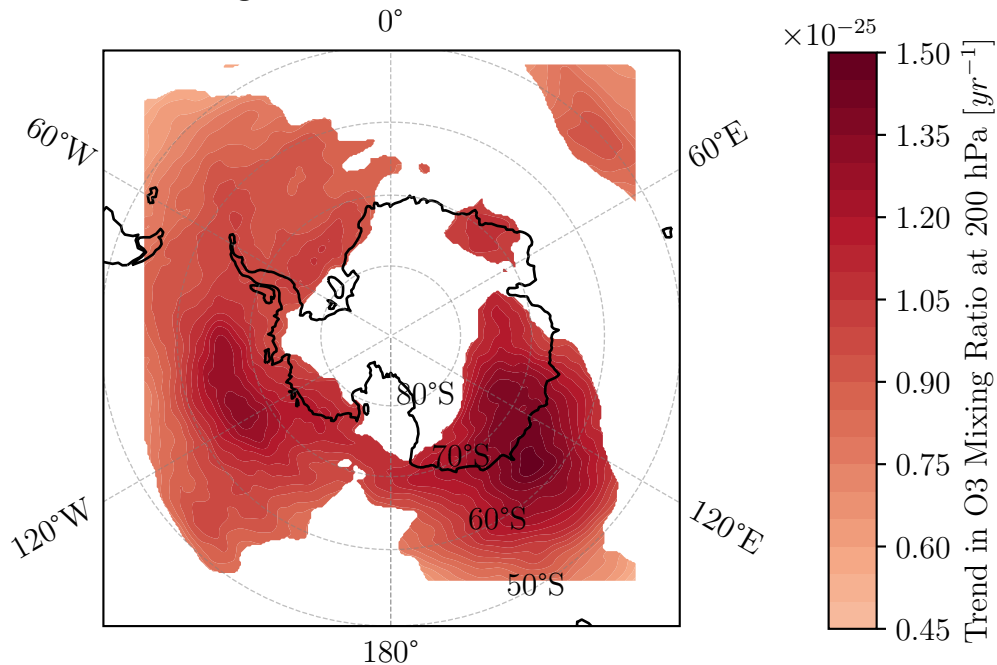 0°
×10⁻²⁵
60°W
60°E
80°S
70°S
60°S
50°S
120°W
120°E
180°
1.50
1.35
1.20
1.05
0.90
0.75
0.60
0.45
Trend in O3 Mixing Ratio at 200 hPa [yr⁻¹]